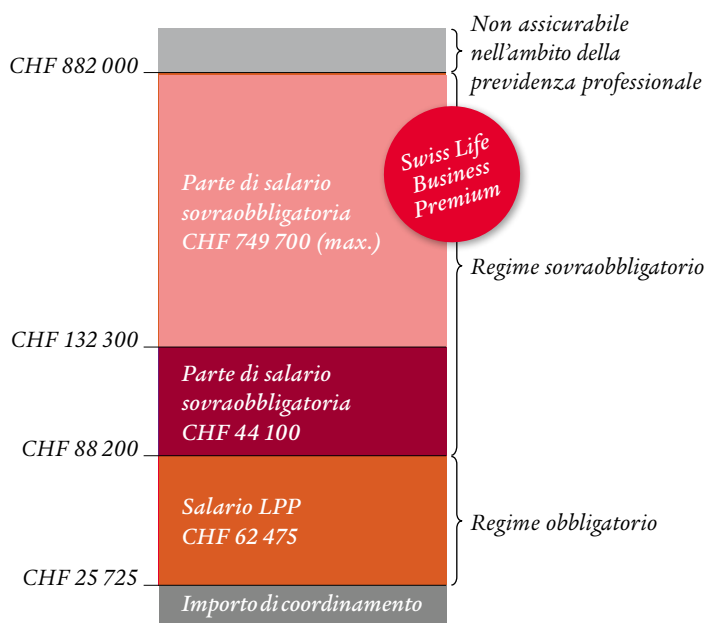 Non assicurabile
nell'ambito della
previdenza professionale
CHF 882 000
Swiss Life
Business
Premium
Parte di salario
sovraobbligatoria
CHF 749 700 (max.)
Regime sovraobbligatorio
CHF 132 300
Parte di salario
sovraobbligatoria
CHF 44 100
CHF 88 200
Salario LPP
CHF 62 475
Regime obbligatorio
CHF 25 725
Importo di coordinamento